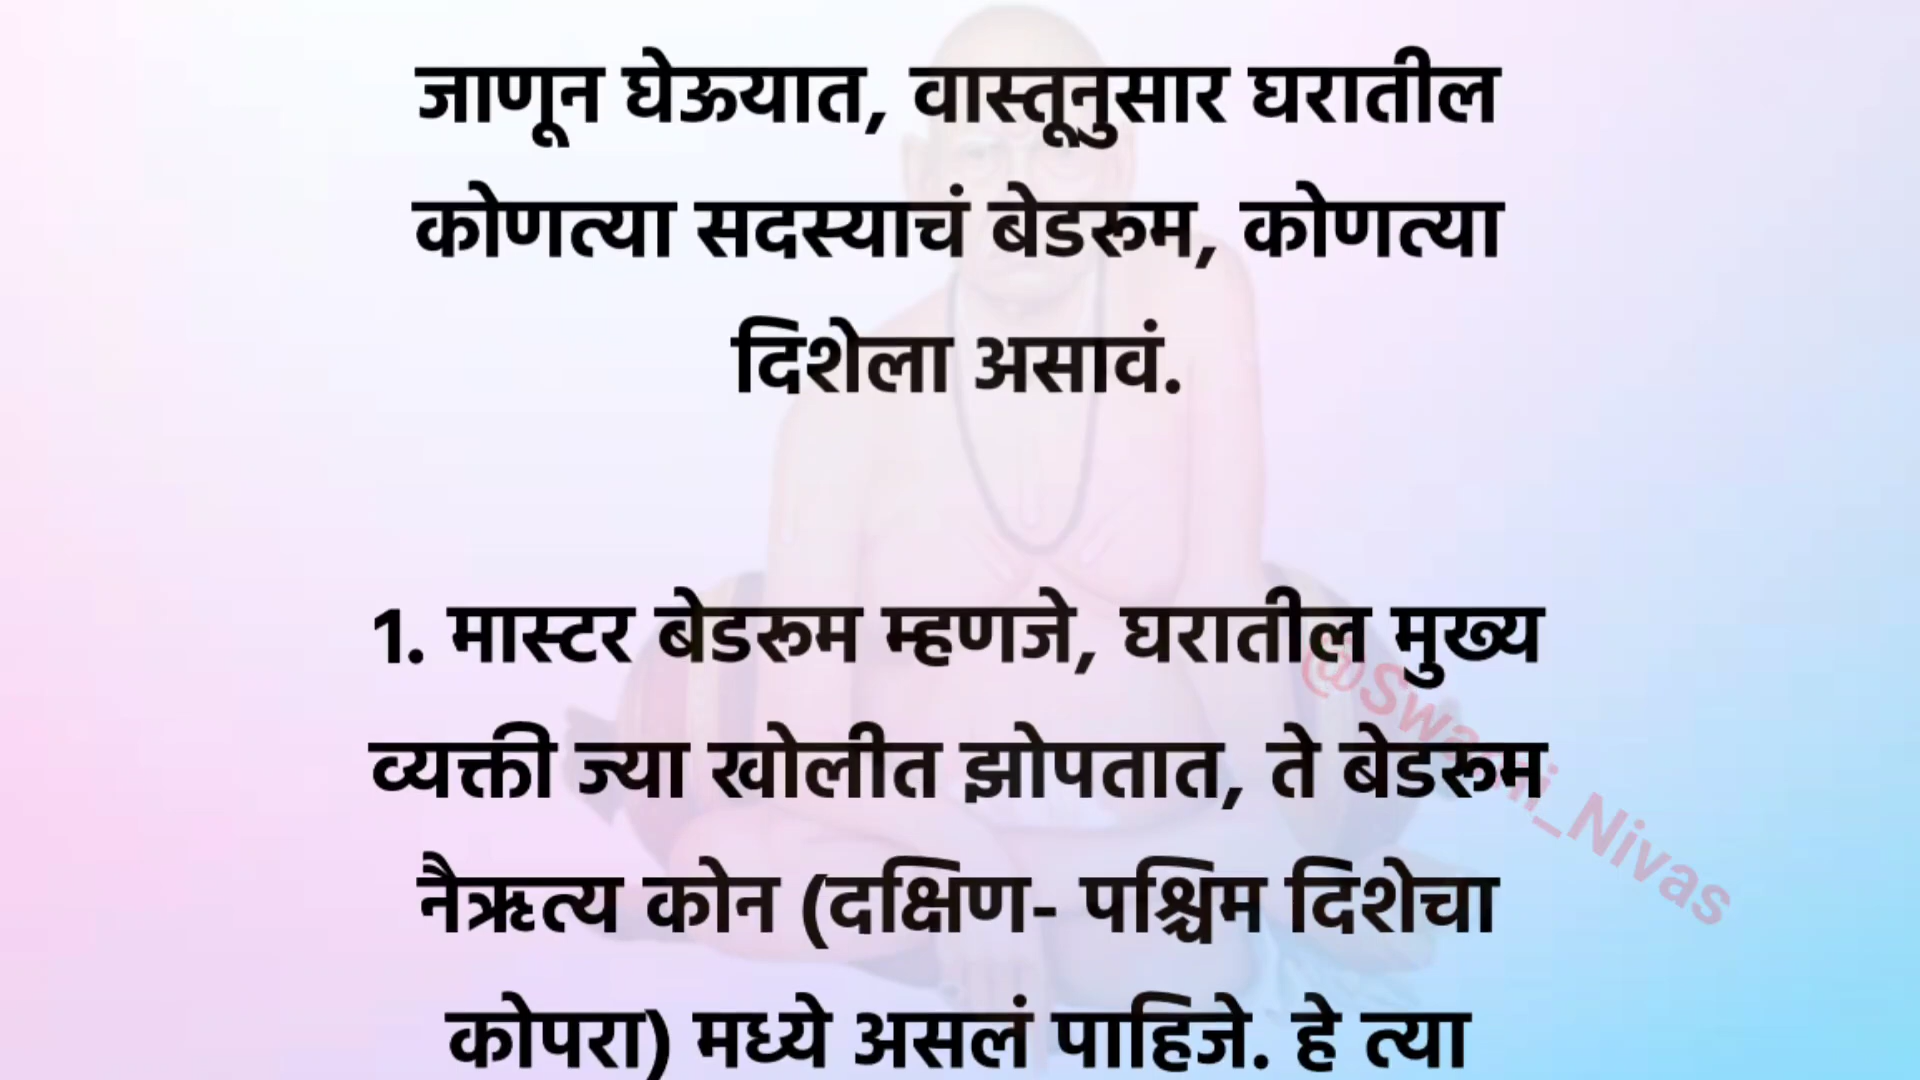 जाणून घेऊयात, वास्तूनुसार घरातील
कोणत्या सदस्याचं बेडरूम, कोणत्या
दिशेला असावं.
1. मास्टर बेडरूम म्हणजे, घरातील मुख्य
व्यक्ती ज्या खोलीत झोपतात, ते बेडरूम
नैऋत्य कोन (दक्षिण- पश्चिम दिशेचा
कोपरा) मध्ये असलं पाहिजे. हे त्या
@Swami_Nivas